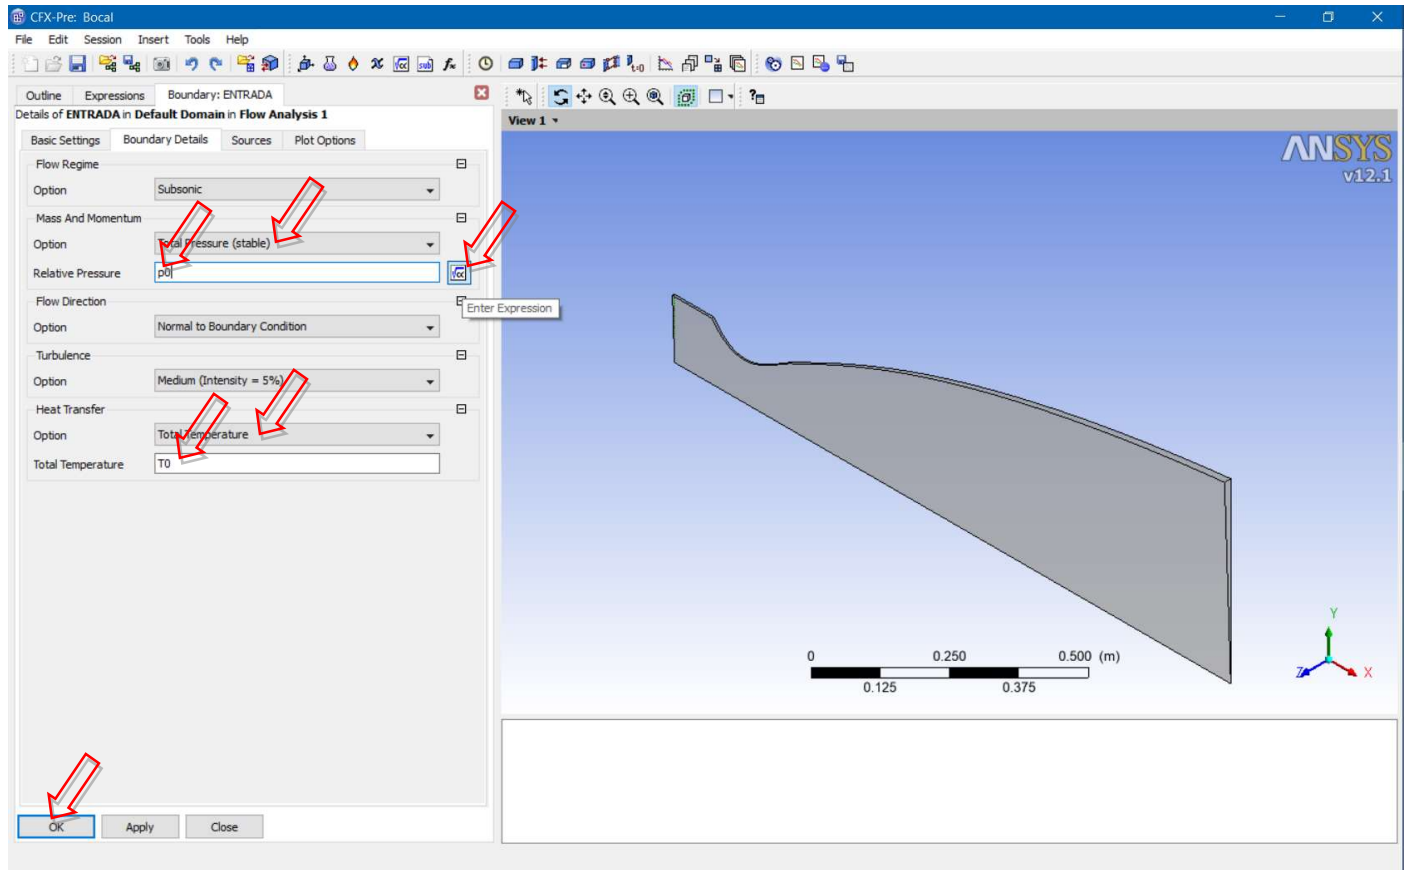 CFX-Pre: Bocal
File Edit Session Insert Tools Help
Outline Expressions Boundary: ENTRADA
Details of ENTRADA in Default Domain in Flow Analysis 1
Basic Settings Boundary Details Sources Plot Options
Flow Regime
Option Subsonic
Mass And Momentum
Option Total Pressure (stable)
Relative Pressure p0
Enter Expression
Flow Direction
Option Normal to Boundary Condition
Turbulence
Option Medium (Intensity = 5%)
Heat Transfer
Option Total Temperature
Total Temperature T0
OK Apply Close
View 1
ANSYS
v12.1
0 0.250 0.500 (m)
0.125 0.375
Y
Z X